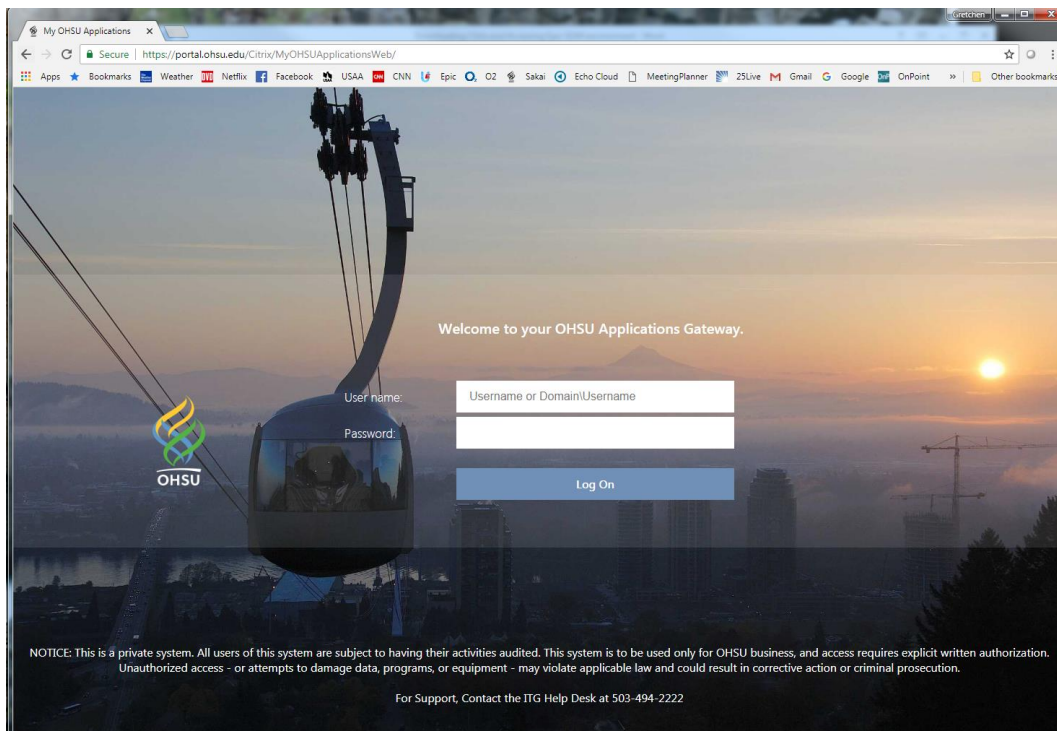 Gretchen
My OHSU Applications
Secure | https://portal.ohsu.edu/Citrix/MyOHSUApplicationsWeb/
Apps Bookmarks Weather Netflix Facebook USAA CNN Epic O2 Sakai Echo Cloud MeetingPlanner 25Live Gmail Google OnPoint » Other bookmarks
Welcome to your OHSU Applications Gateway.
User name: Username or Domain\Username
Password:
OHSU
Log On
NOTICE: This is a private system. All users of this system are subject to having their activities audited. This system is to be used only for OHSU business, and access requires explicit written authorization.
Unauthorized access - or attempts to damage data, programs, or equipment - may violate applicable law and could result in corrective action or criminal prosecution.
For Support, Contact the ITG Help Desk at 503-494-2222